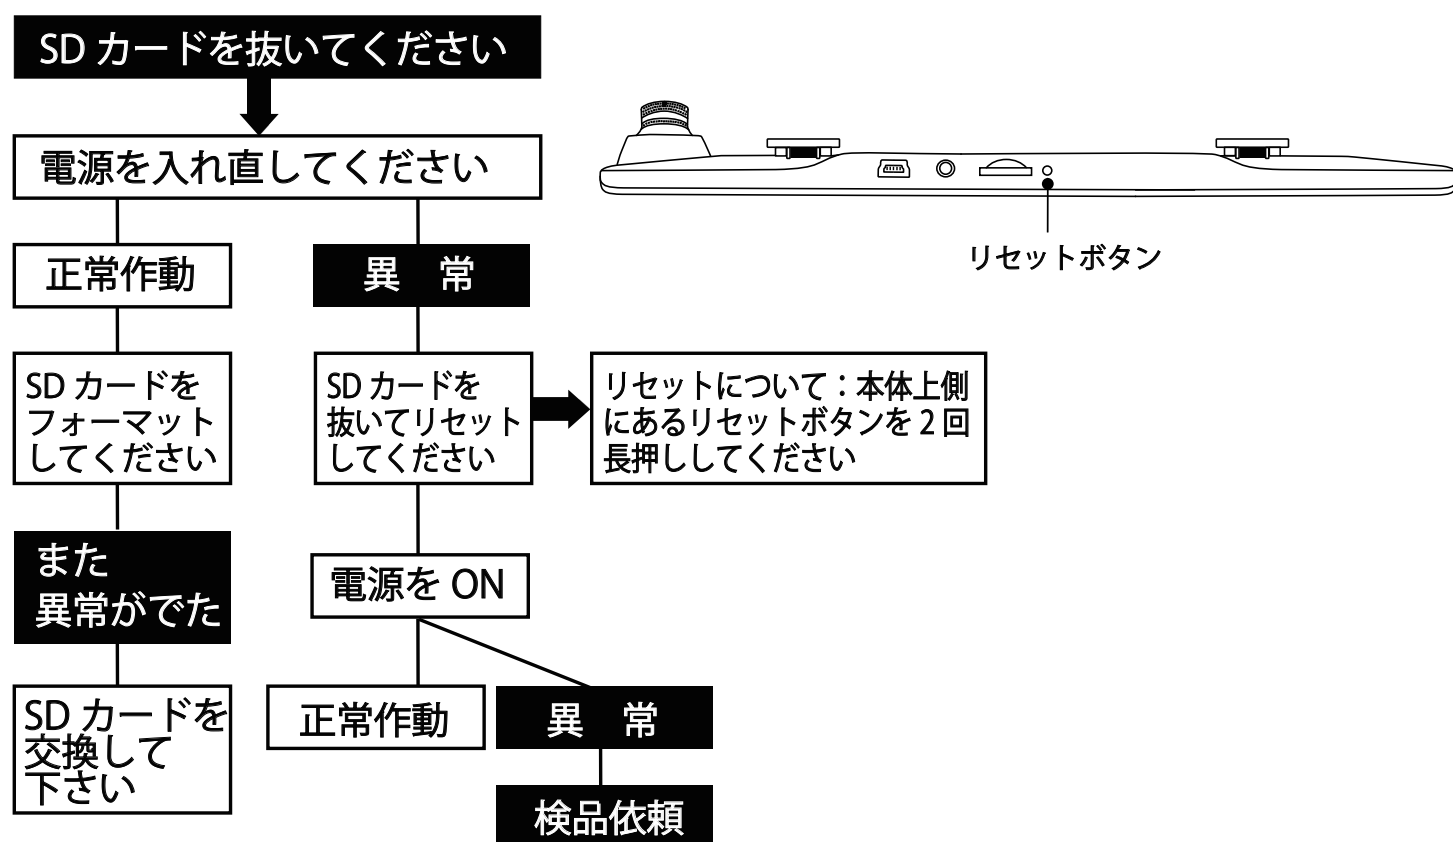 SD カードを抜いてください
電源を入れ直してください
正常作動
異　常
リセットボタン
SD カードを
フォーマット
してください
SD カードを
抜いてリセット
してください
リセットについて：本体上側
にあるリセットボタンを 2 回
長押ししてください
また
異常がでた
電源を ON
SD カードを
交換して
下さい
正常作動
異　常
検品依頼